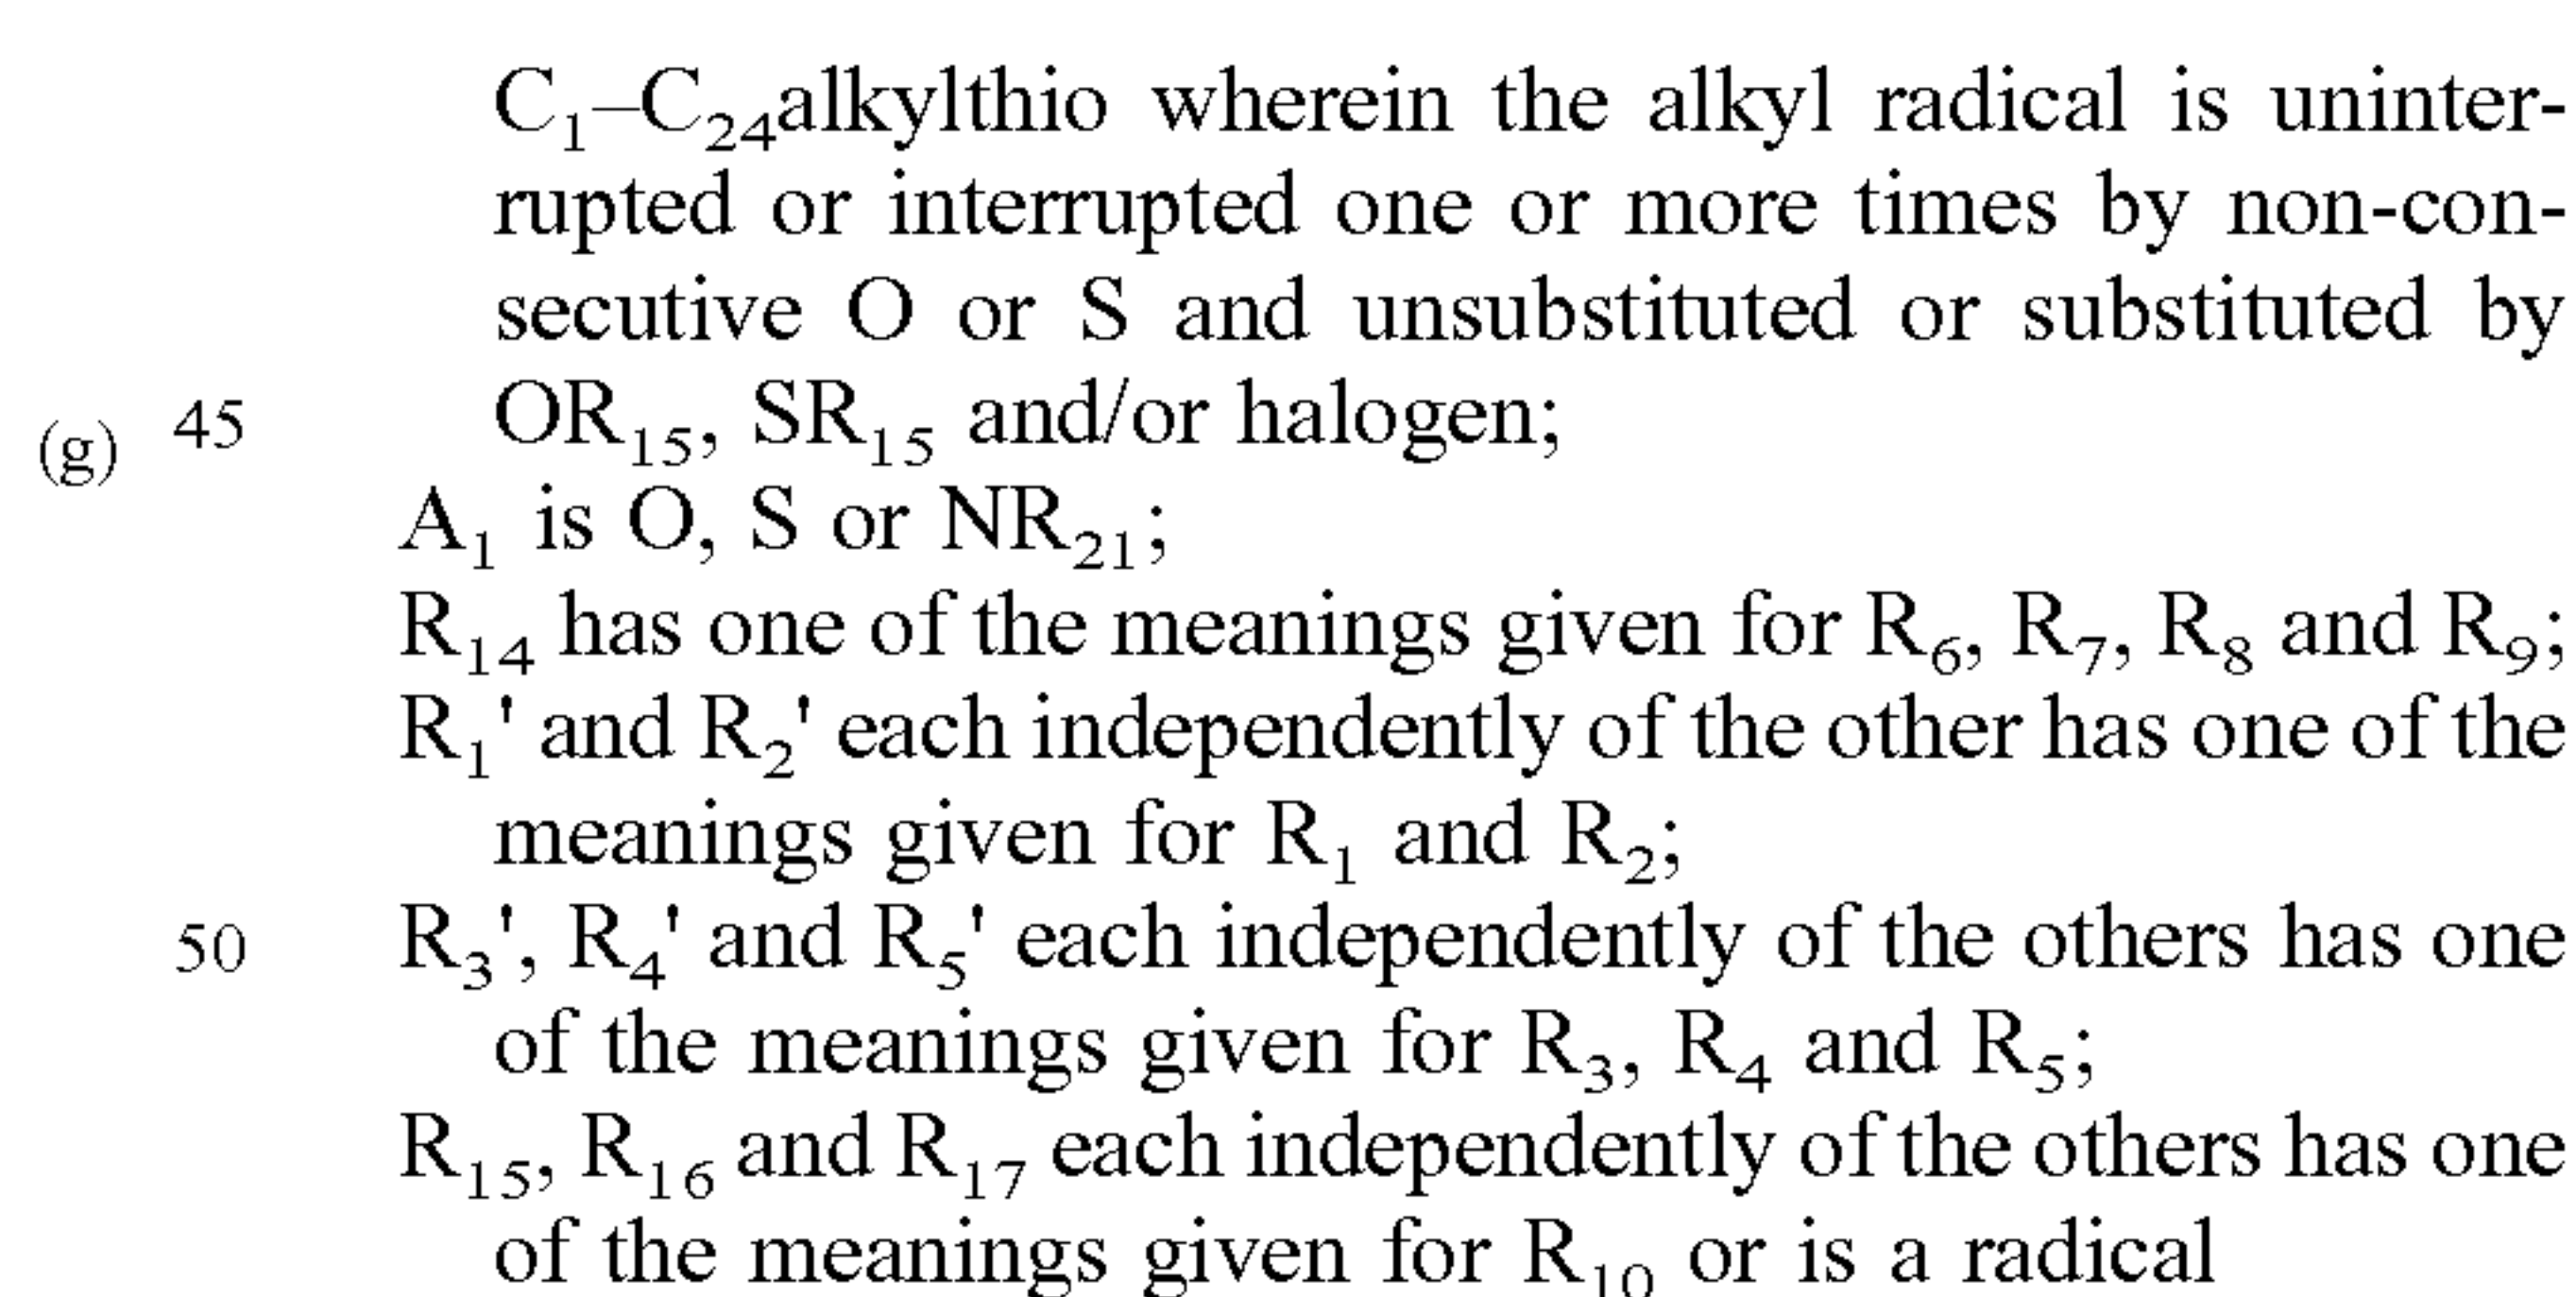 C₁–C₂₄alkylthio wherein the alkyl radical is uninter-
rupted or interrupted one or more times by non-con-
secutive O or S and unsubstituted or substituted by
(g) 45 OR₁₅, SR₁₅ and/or halogen;
A₁ is O, S or NR₂₁;
R₁₄ has one of the meanings given for R₆, R₇, R₈ and R₉;
R₁' and R₂' each independently of the other has one of the
meanings given for R₁ and R₂;
50 R₃', R₄' and R₅' each independently of the others has one
of the meanings given for R₃, R₄ and R₅;
R₁₅, R₁₆ and R₁₇ each independently of the others has one
of the meanings given for R₁₀ or is a radical